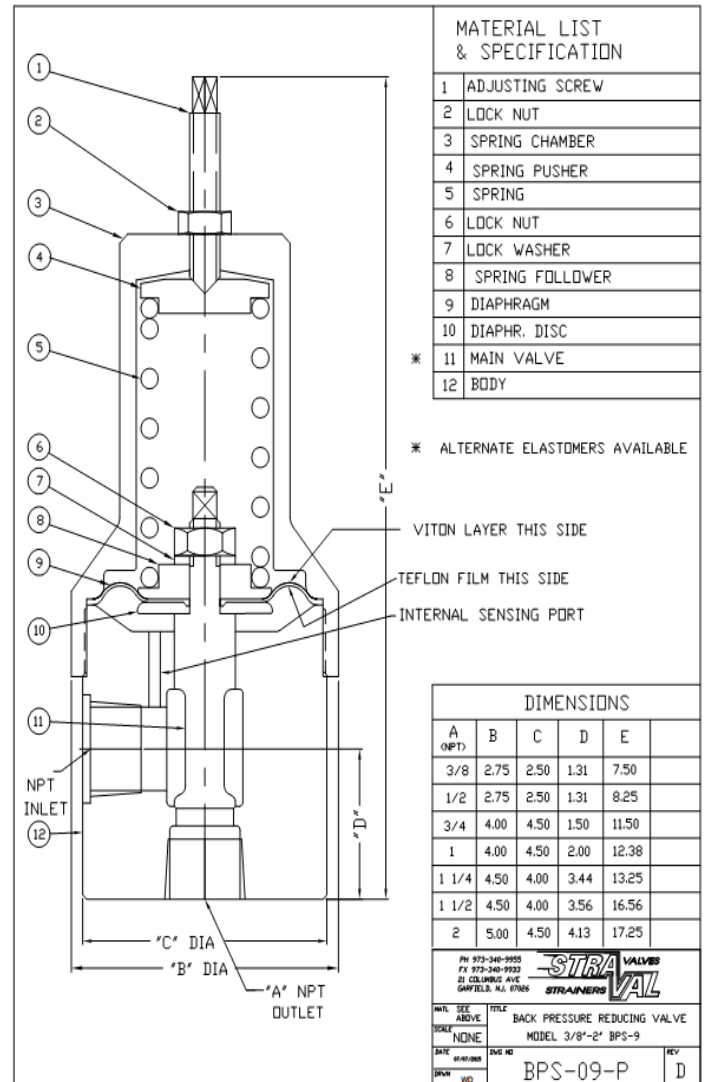 MATERIAL LIST
& SPECIFICATION
1 ADJUSTING SCREW
2 LOCK NUT
3 SPRING CHAMBER
4 SPRING PUSHER
5 SPRING
6 LOCK NUT
7 LOCK WASHER
8 SPRING FOLLOWER
9 DIAPHRAGM
10 DIAPHR. DISC
* 11 MAIN VALVE
12 BODY
* ALTERNATE ELASTOMERS AVAILABLE
1
2
3
4
5
6
7
8
9
10
11
12
"E"
VITON LAYER THIS SIDE
TEFLON FILM THIS SIDE
INTERNAL SENSING PORT
NPT
INLET
"D"
"C" DIA
"B" DIA
"A" NPT
OUTLET
DIMENSIONS
A (NPT) B C D E
3/8 2.75 2.50 1.31 7.50
1/2 2.75 2.50 1.31 8.25
3/4 4.00 4.50 1.50 11.50
1 4.00 4.50 2.00 12.38
1 1/4 4.50 4.00 3.44 13.25
1 1/2 4.50 4.00 3.56 16.56
2 5.00 4.50 4.13 17.25
PH 973-340-9955
FX 973-340-9933
21 COLUMBUS AVE
GARFIELD, N.J. 07026
STRA VALVES
STRAINERS VAL
MATL SEE ABOVE
TITLE
BACK PRESSURE REDUCING VALVE
MODEL 3/8"-2" BPS-9
SCALE NONE
DATE
DWG NO
BPS-09-P
REV
D
DRWN WD